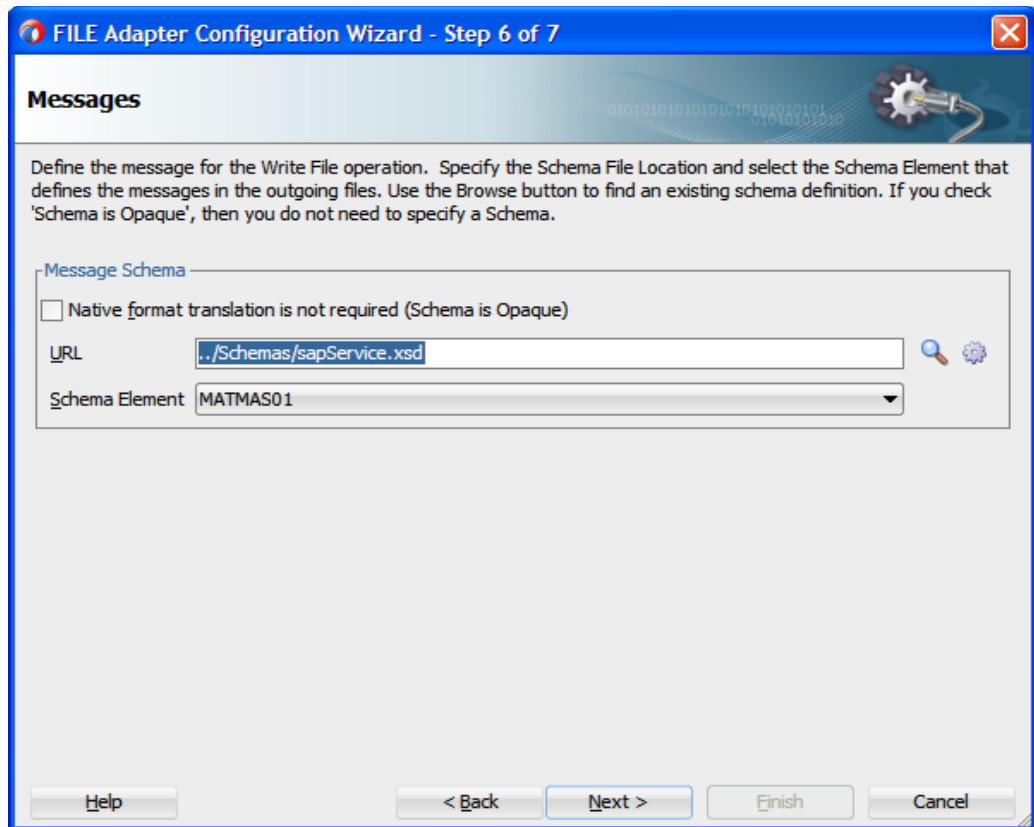 FILE Adapter Configuration Wizard - Step 6 of 7
Messages
0101010101010101010101010101
01010101010
Define the message for the Write File operation.  Specify the Schema File Location and select the Schema Element that
defines the messages in the outgoing files. Use the Browse button to find an existing schema definition. If you check
'Schema is Opaque', then you do not need to specify a Schema.
Message Schema
Native format translation is not required (Schema is Opaque)
URL
../Schemas/sapService.xsd
Schema Element
MATMAS01
Help
< Back
Next >
Finish
Cancel